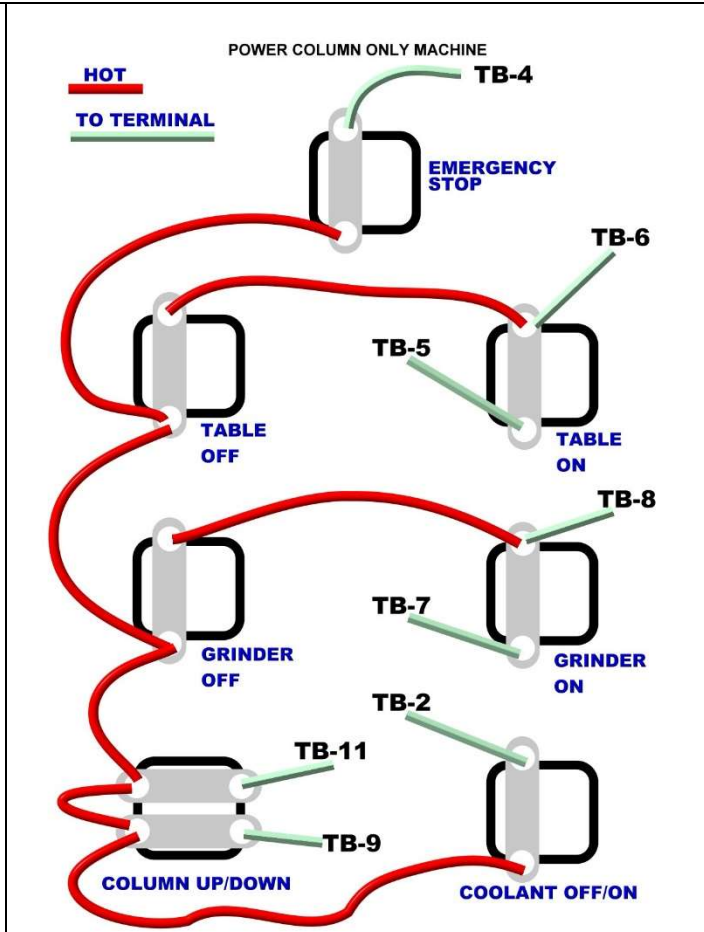 POWER COLUMN ONLY MACHINE
HOT
TB-4
TO TERMINAL
EMERGENCY
STOP
TB-6
TB-5
TABLE
OFF
TABLE
ON
TB-8
TB-7
GRINDER
OFF
GRINDER
ON
TB-2
TB-11
TB-9
COLUMN UP/DOWN
COOLANT OFF/ON